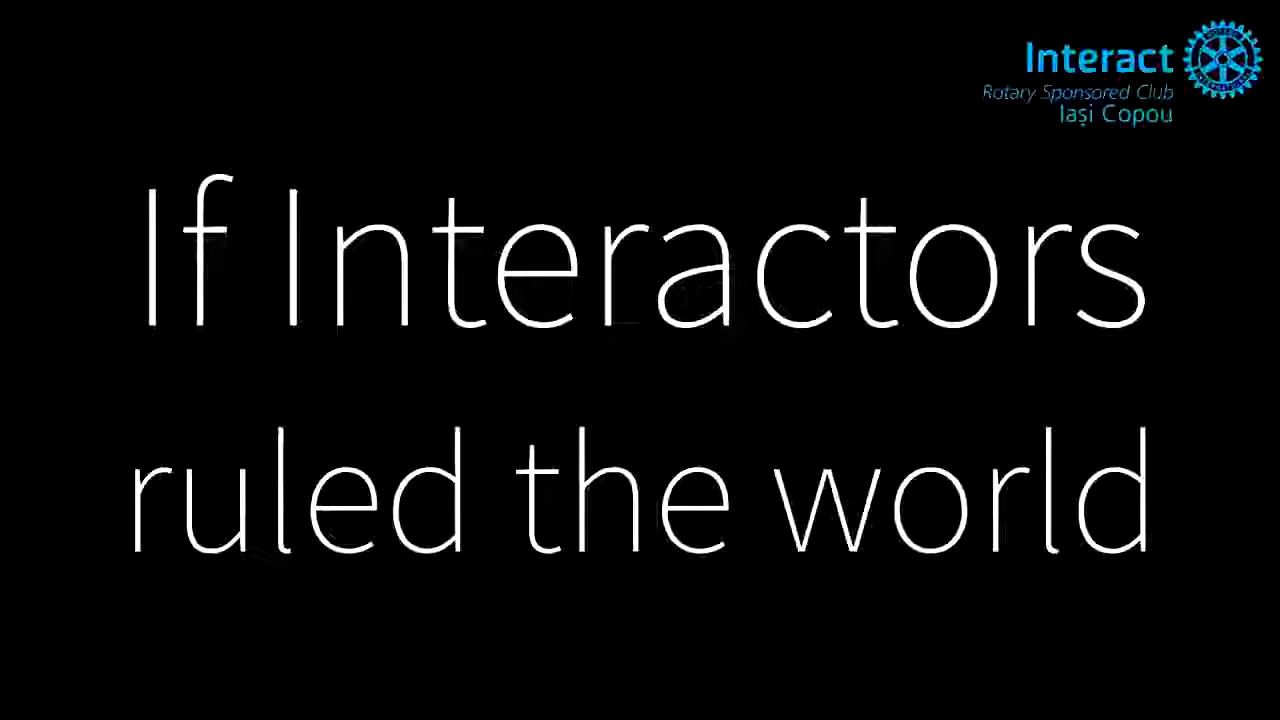 Interact
Rotary Sponsored Club
Iași Copou
If Interactors
ruled the world